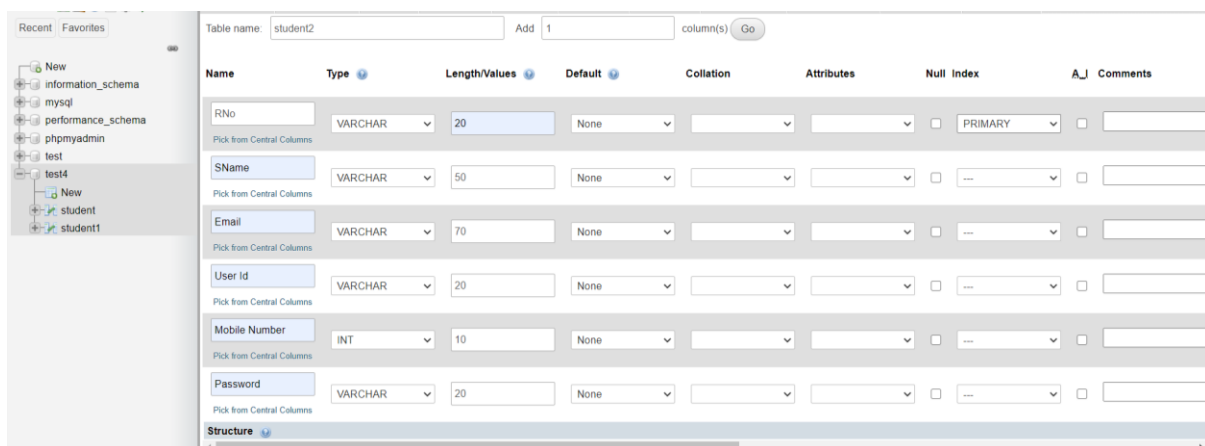 Recent Favorites
New
information_schema
mysql
performance_schema
phpmyadmin
test
test4
New
student
student1
Table name: student2 Add 1 column(s) Go
Name Type Length/Values Default Collation Attributes Null Index A_I Comments
RNo VARCHAR 20 None PRIMARY
Pick from Central Columns
SName VARCHAR 50 None ---
Pick from Central Columns
Email VARCHAR 70 None ---
Pick from Central Columns
User Id VARCHAR 20 None ---
Pick from Central Columns
Mobile Number INT 10 None ---
Pick from Central Columns
Password VARCHAR 20 None ---
Pick from Central Columns
Structure